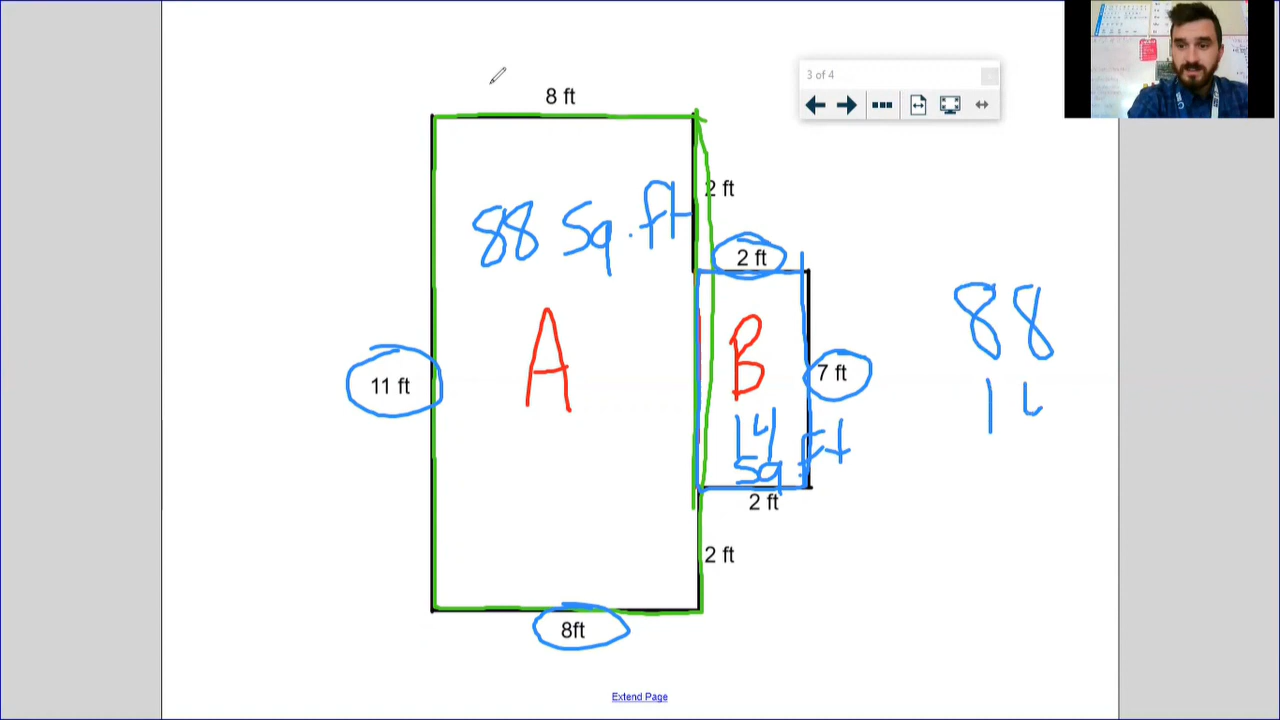 3 of 4
8 ft
2 ft
88 Sq. ft
2 ft
88
A
B
11 ft
7 ft
14
14
Sq. ft
2 ft
2 ft
8ft
Extend Page